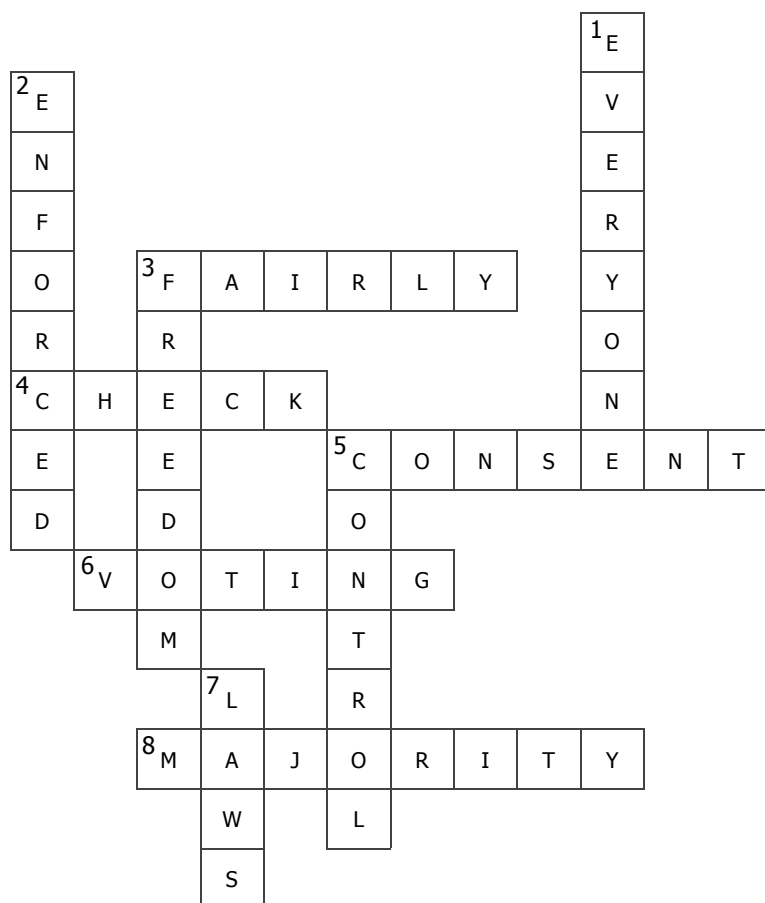 1 E
2 E V
N E
F R
O 3 F A I R L Y Y
R R O
4 C H E C K N
E E 5 C O N S E N T
D D O
6 V O T I N G
M T
7 L R
8 M A J O R I T Y
W L
S